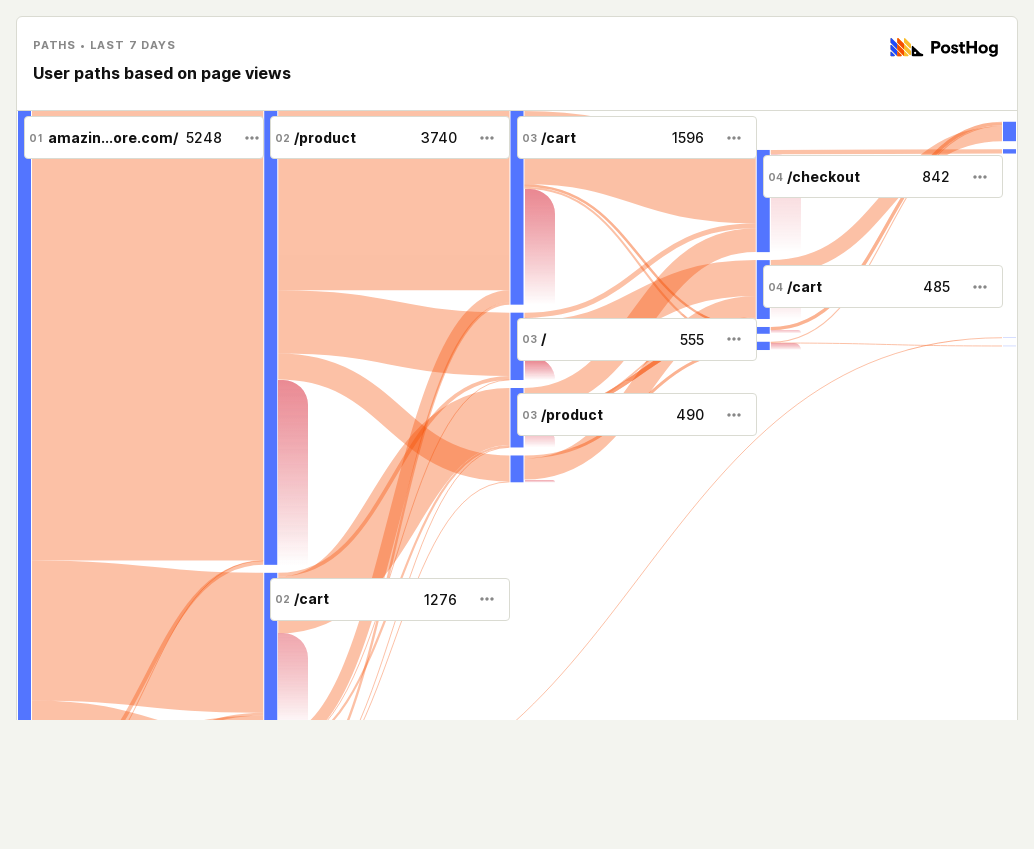 PATHS • LAST 7 DAYS
PostHog
User paths based on page views
01 amazin...ore.com/ 5248
02 /product 3740
03 /cart 1596
04 /checkout 842
04 /cart 485
03 / 555
03 /product 490
02 /cart 1276